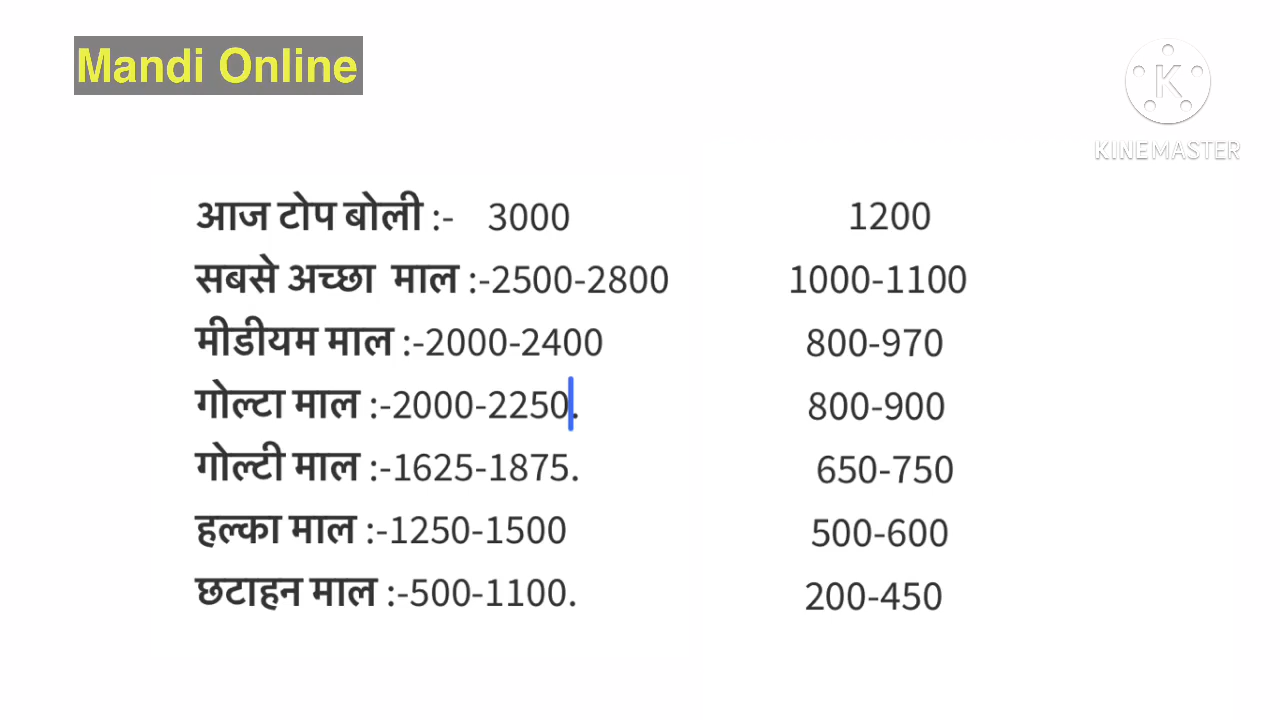 Mandi Online
K
KINEMASTER
आज टोप बोली :- 3000 1200
सबसे अच्छा माल :-2500-2800 1000-1100
मीडीयम माल :-2000-2400 800-970
गोल्टा माल :-2000-2250. 800-900
गोल्टी माल :-1625-1875. 650-750
हल्का माल :-1250-1500 500-600
छटाहन माल :-500-1100. 200-450